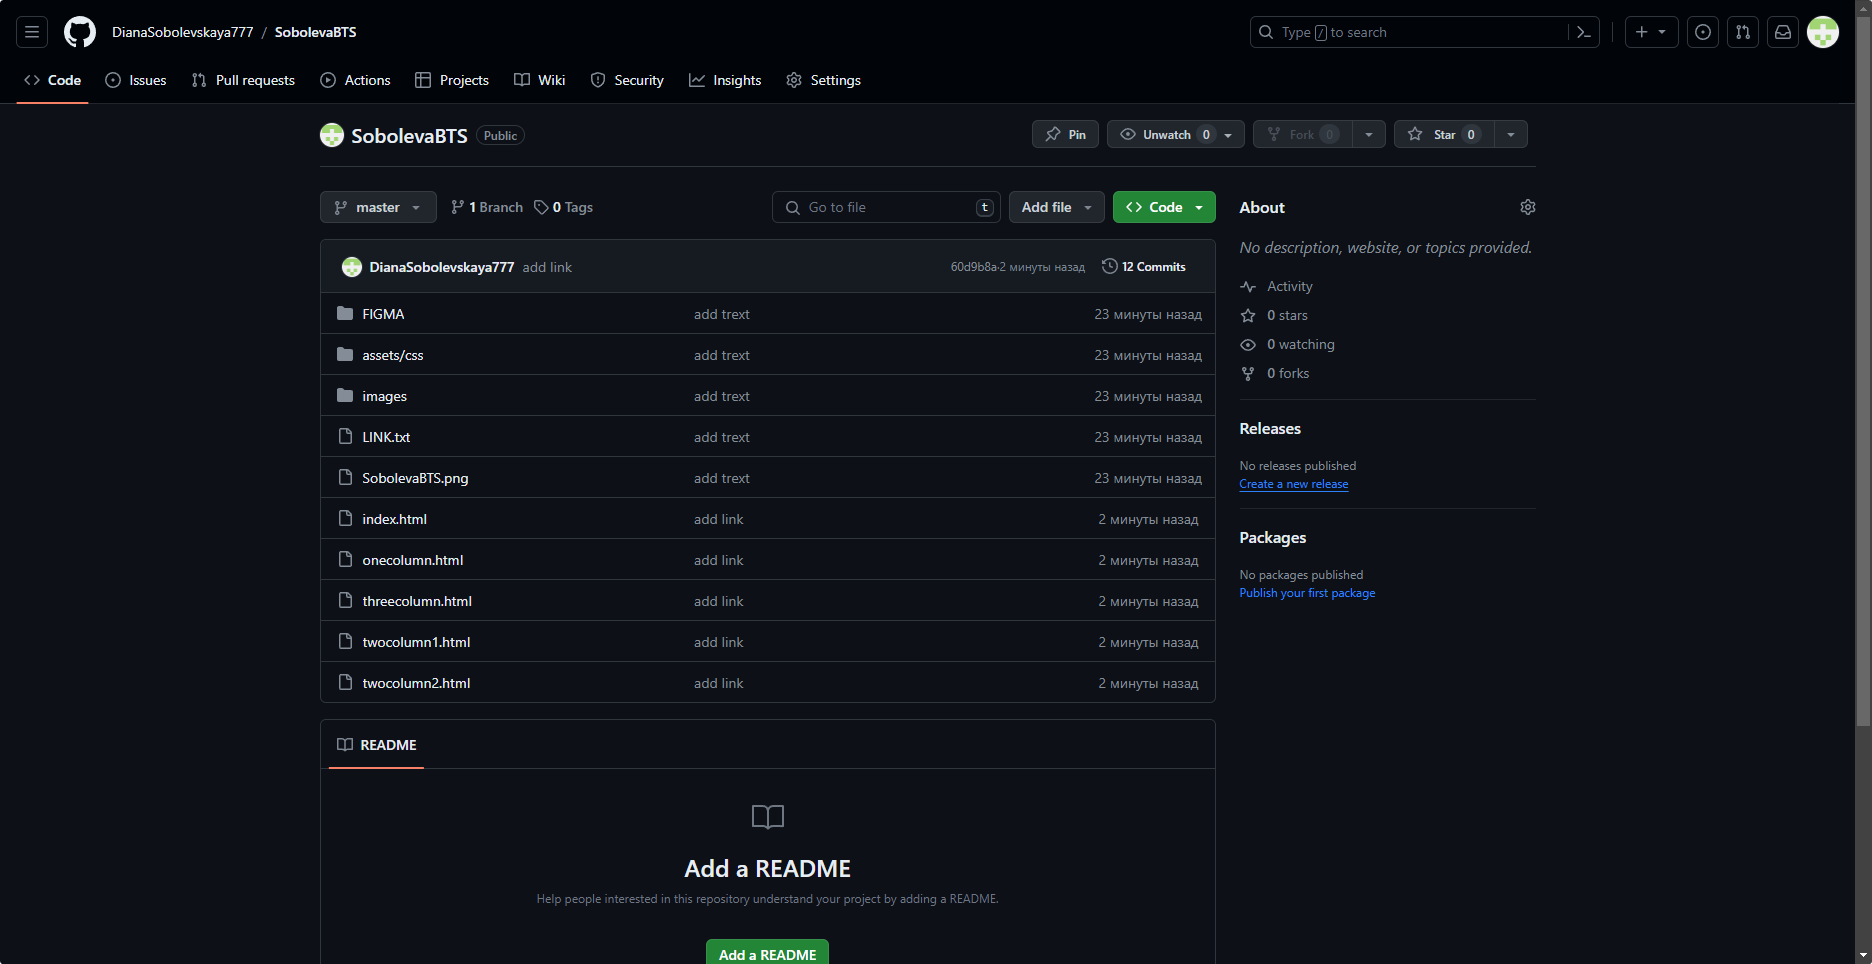 DianaSobolevskaya777 / SobolevaBTS
Type / to search
Code Issues Pull requests Actions Projects Wiki Security Insights Settings
SobolevaBTS Public
Pin Unwatch 0 Fork 0 Star 0
master 1 Branch 0 Tags Go to file t Add file Code
DianaSobolevskaya777 add link 60d9b8a·2 минуты назад 12 Commits
FIGMA add trext 23 минуты назад
assets/css add trext 23 минуты назад
images add trext 23 минуты назад
LINK.txt add trext 23 минуты назад
SobolevaBTS.png add trext 23 минуты назад
index.html add link 2 минуты назад
onecolumn.html add link 2 минуты назад
threecolumn.html add link 2 минуты назад
twocolumn1.html add link 2 минуты назад
twocolumn2.html add link 2 минуты назад
README
Add a README
Help people interested in this repository understand your project by adding a README.
Add a README
About
No description, website, or topics provided.
Activity
0 stars
0 watching
0 forks
Releases
No releases published
Create a new release
Packages
No packages published
Publish your first package